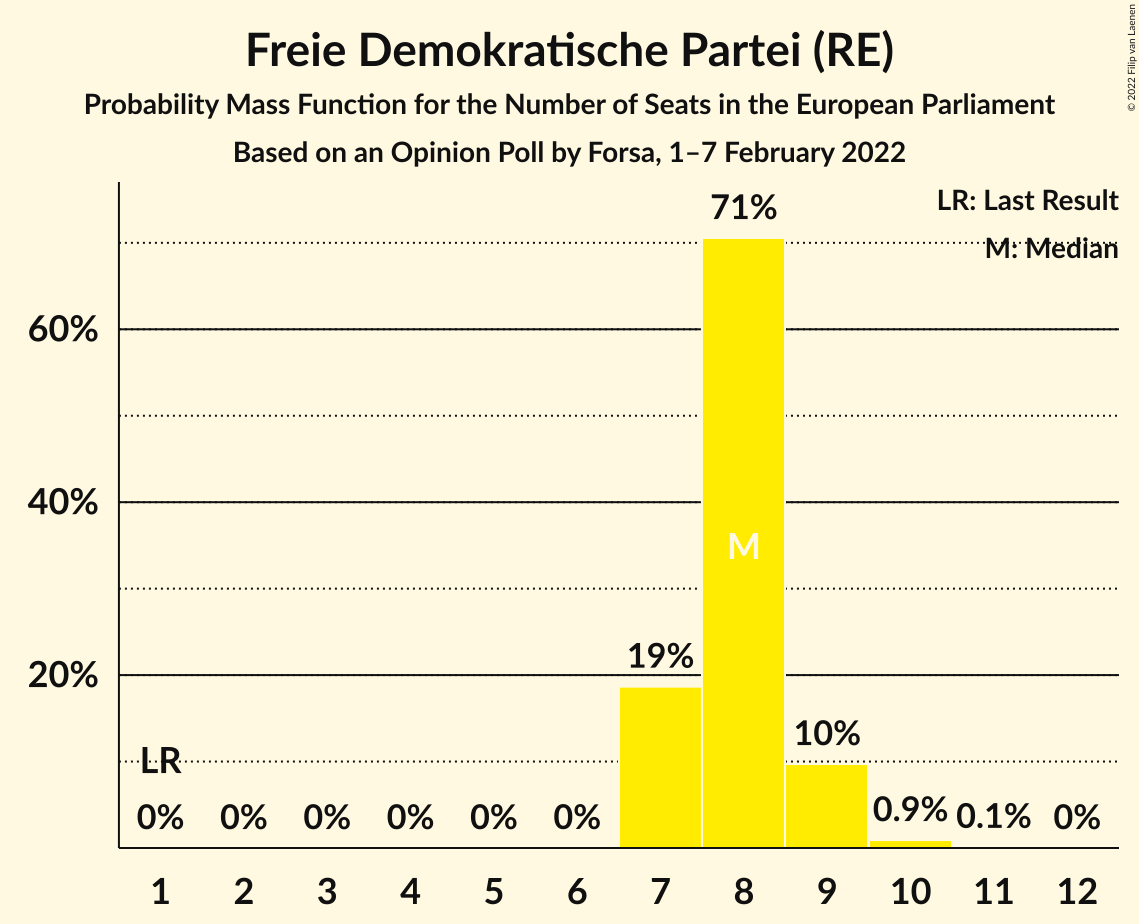 Freie Demokratische Partei (RE)
Probability Mass Function for the Number of Seats in the European Parliament
Based on an Opinion Poll by Forsa, 1–7 February 2022
© 2022 Filip van Laenen
LR: Last Result
M: Median
71%
60%
40%
M
19%
20%
10%
LR
0% 0% 0% 0% 0% 0% 0.9% 0.1% 0%
1 2 3 4 5 6 7 8 9 10 11 12